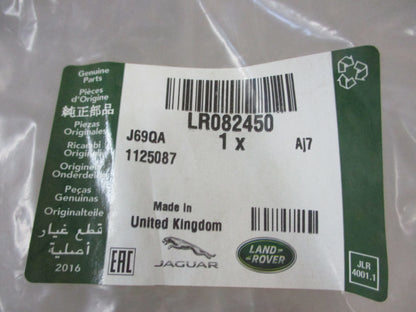 Genuine
Parts
Pièces
d'Origine
純正部品
Piezas
Originales
Ricambi
Originali
Originele
Onderdelen
Peças
Genuinas
Originalteile
قطع غيار
أصلية
2016
LR082450
J69QA
1 x
Aj7
1125087
Made in
United Kingdom
EAC
JAGUAR
LAND-
-ROVER
JLR
4001.1